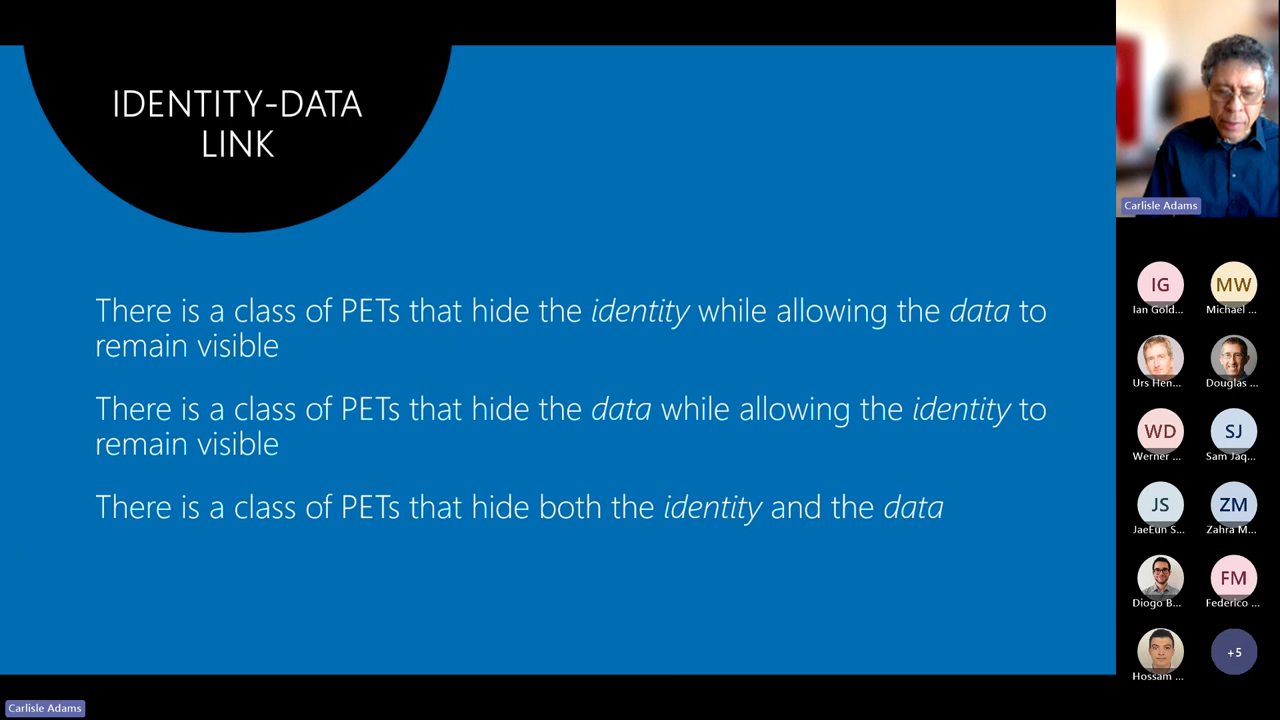 IDENTITY-DATA
LINK
There is a class of PETs that hide the identity while allowing the data to
remain visible
There is a class of PETs that hide the data while allowing the identity to
remain visible
There is a class of PETs that hide both the identity and the data
Carlisle Adams
IG
MW
Ian Gold...
Michael ...
Urs Hen...
Douglas ...
WD
SJ
Werner ...
Sam Jaq...
JS
ZM
JaeEun S...
Zahra M...
FM
Diogo B...
Federico ...
+5
Hossam ...
Carlisle Adams